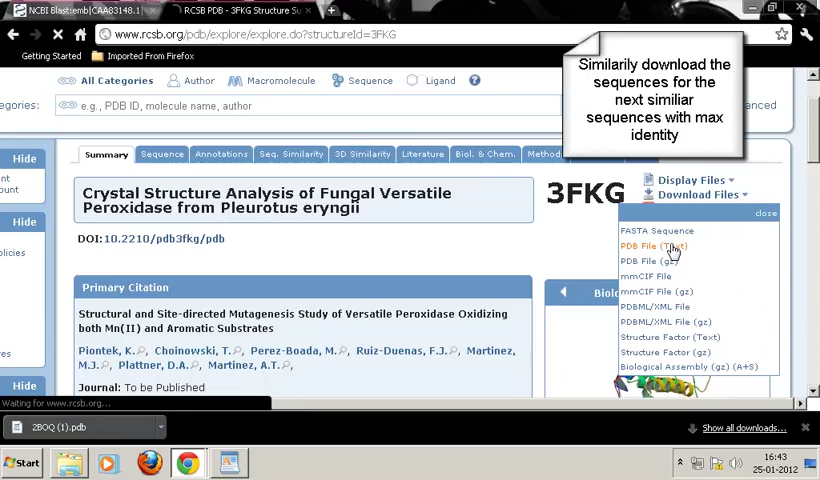 NCBI Blast:emb|CAA83148.1|
RCSB PDB - 3FKG Structure Su
www.rcsb.org/pdb/explore/explore.do?structureId=3FKG
Getting Started
Imported From Firefox
Similarily download the
sequences for the
next similiar
sequences with max
identity
All Categories
Author
Macromolecule
Sequence
Ligand
egories:
e.g., PDB ID, molecule name, author
anced
Hide
ount
Hide
olicies
es
Hide
Summary
Sequence
Annotations
Seq. Similarity
3D Similarity
Literature
Biol. & Chem.
Method
Crystal Structure Analysis of Fungal Versatile
Peroxidase from Pleurotus eryngii
3FKG
Display Files
Download Files
DOI:10.2210/pdb3fkg/pdb
close
FASTA Sequence
PDB File (Text)
PDB File (gz)
mmCIF File
mmCIF File (gz)
PDBML/XML File
PDBML/XML File (gz)
Structure Factor (Text)
Structure Factor (gz)
Biological Assembly (gz) (A+S)
Primary Citation
Biolo
Structural and Site-directed Mutagenesis Study of Versatile Peroxidase Oxidizing
both Mn(II) and Aromatic Substrates
Piontek, K., Choinowski, T., Perez-Boada, M., Ruiz-Duenas, F.J., Martinez,
M.J., Plattner, D.A., Martinez, A.T.
Journal: To be Published
Waiting for www.rcsb.org...
2BOQ (1).pdb
Show all downloads...
Start
16:43
25-01-2012